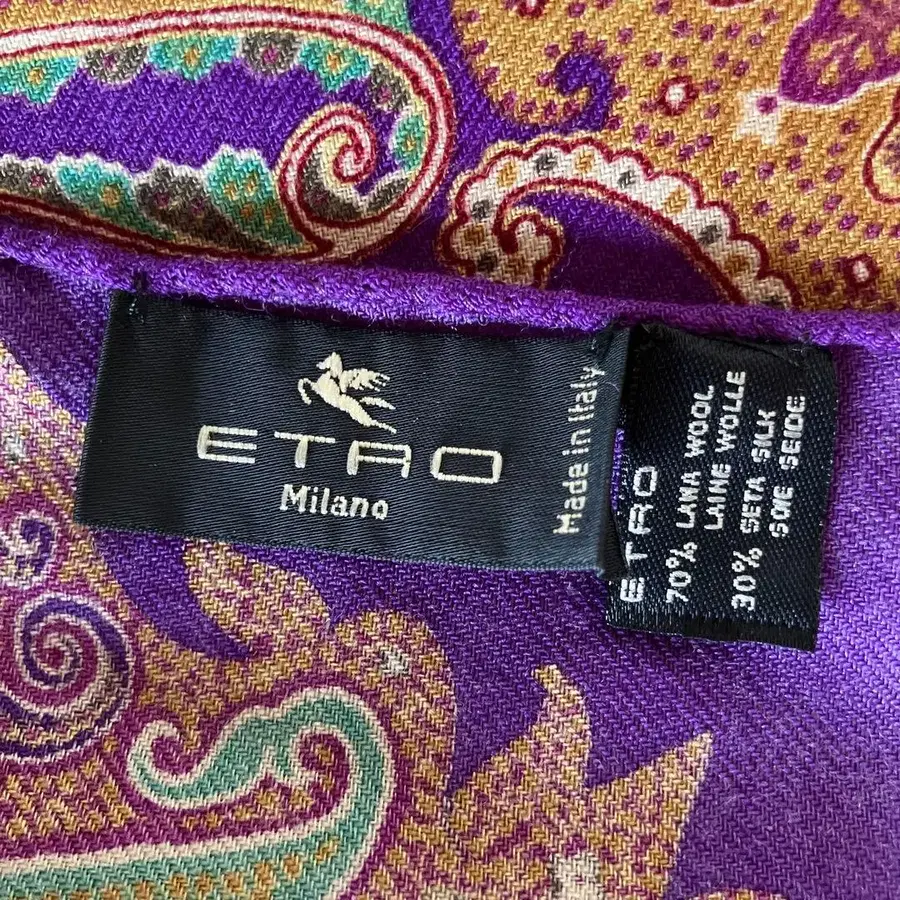 ETRO
Milano
Made in Italy
ETRO
70% LANA WOOL
LAINE WOLLE
30% SETA SILK
SOIE SEIDE